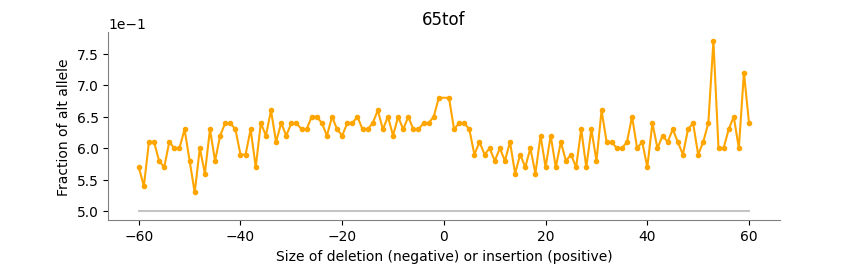 65tof
1e−1
Fraction of alt allele
7.5
7.0
6.5
6.0
5.5
5.0
−60 −40 −20 0 20 40 60
Size of deletion (negative) or insertion (positive)